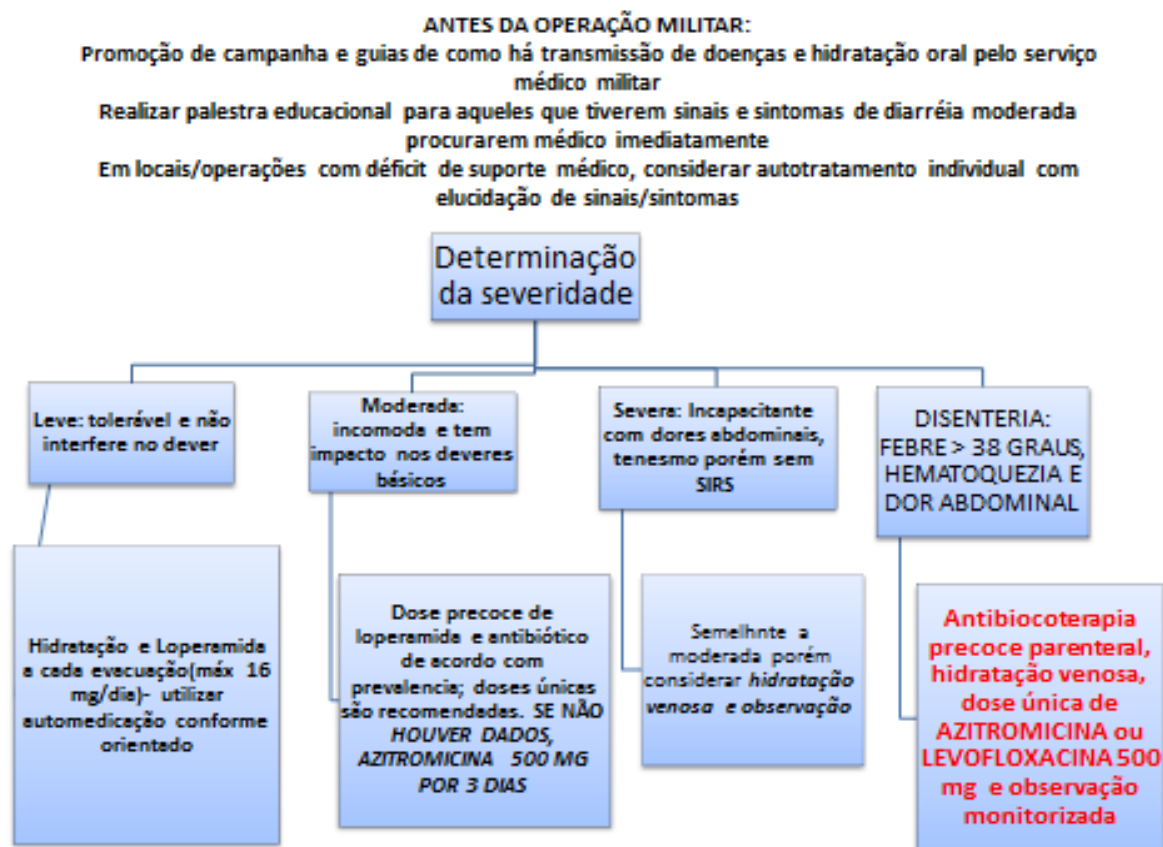 ANTES DA OPERAÇÃO MILITAR:
Promoção de campanha e guias de como há transmissão de doenças e hidratação oral pelo serviço
médico militar
Realizar palestra educacional para aqueles que tiverem sinais e sintomas de diarréia moderada
procurarem médico imediatamente
Em locais/operações com déficit de suporte médico, considerar autotratamento individual com
elucidação de sinais/sintomas
Determinação
da severidade
Leve: tolerável e não
interfere no dever
Moderada:
incomoda e tem
impacto nos deveres
básicos
Severa: Incapacitante
com dores abdominais,
tenesmo porém sem
SIRS
DISENTERIA:
FEBRE > 38 GRAUS,
HEMATOQUEZIA E
DOR ABDOMINAL
Hidratação e Loperamida
a cada evacuação(máx 16
mg/dia)- utilizar
automedicação conforme
orientado
Dose precoce de
loperamida e antibiótico
de acordo com
prevalencia; doses únicas
são recomendadas. SE NÃO
HOUVER DADOS,
AZITROMICINA 500 MG
POR 3 DIAS
Semelhnte a
moderada porém
considerar hidratação
venosa e observação
Antibiocoterapia
precoce parenteral,
hidratação venosa,
dose única de
AZITROMICINA ou
LEVOFLOXACINA 500
mg e observação
monitorizada